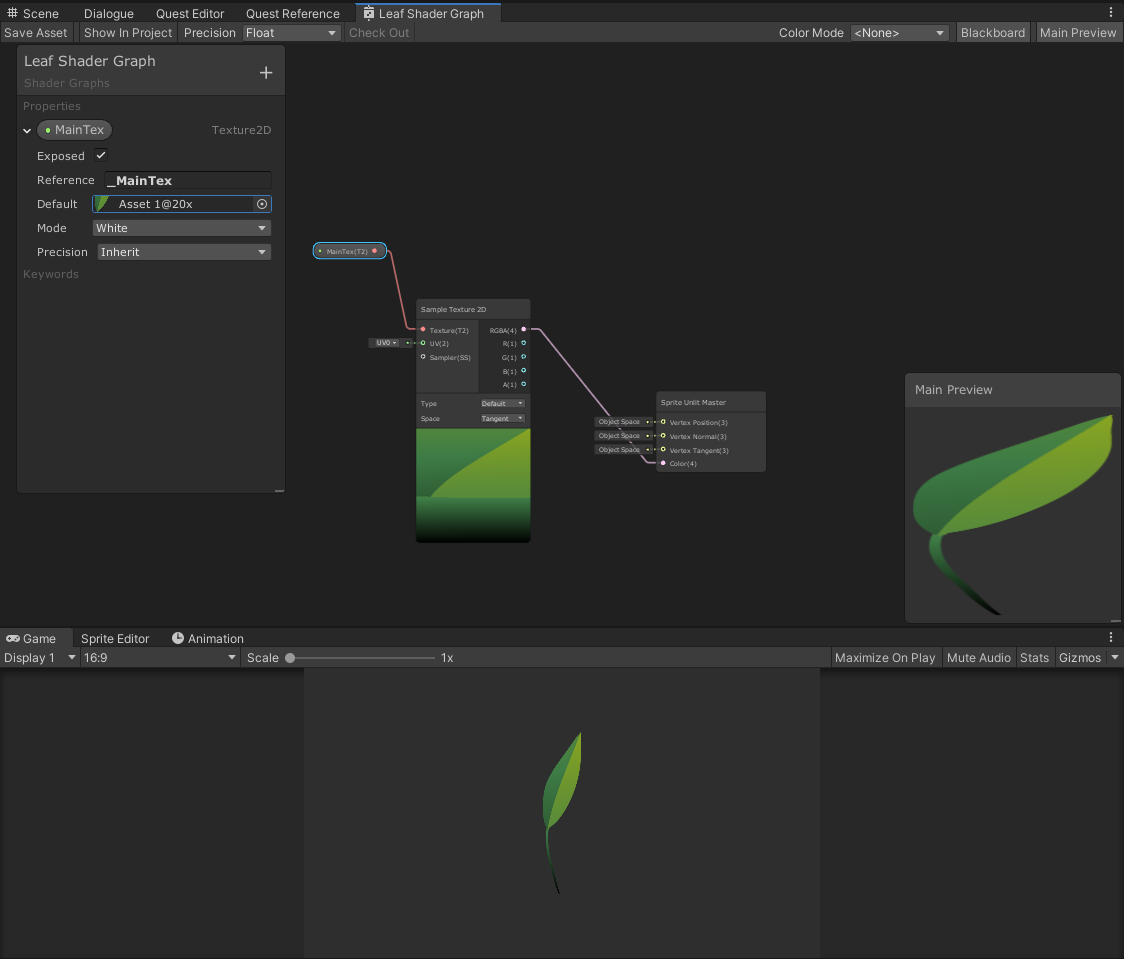 Scene Dialogue Quest Editor Quest Reference Leaf Shader Graph
Save Asset Show In Project Precision Float Check Out Color Mode <None> Blackboard Main Preview
Leaf Shader Graph
Shader Graphs
Properties
MainTex Texture2D
Exposed
Reference _MainTex
Default Asset 1@20x
Mode White
Precision Inherit
Keywords
MainTex(T2)
Sample Texture 2D
Texture(T2) RGBA(4)
UV0 UV(2) R(1)
Sampler(SS) G(1)
B(1)
A(1)
Type Default
Space Tangent
Sprite Unlit Master
Object Space Vertex Position(3)
Object Space Vertex Normal(3)
Object Space Vertex Tangent(3)
Color(4)
Main Preview
Game Sprite Editor Animation
Display 1 16:9 Scale 1x Maximize On Play Mute Audio Stats Gizmos